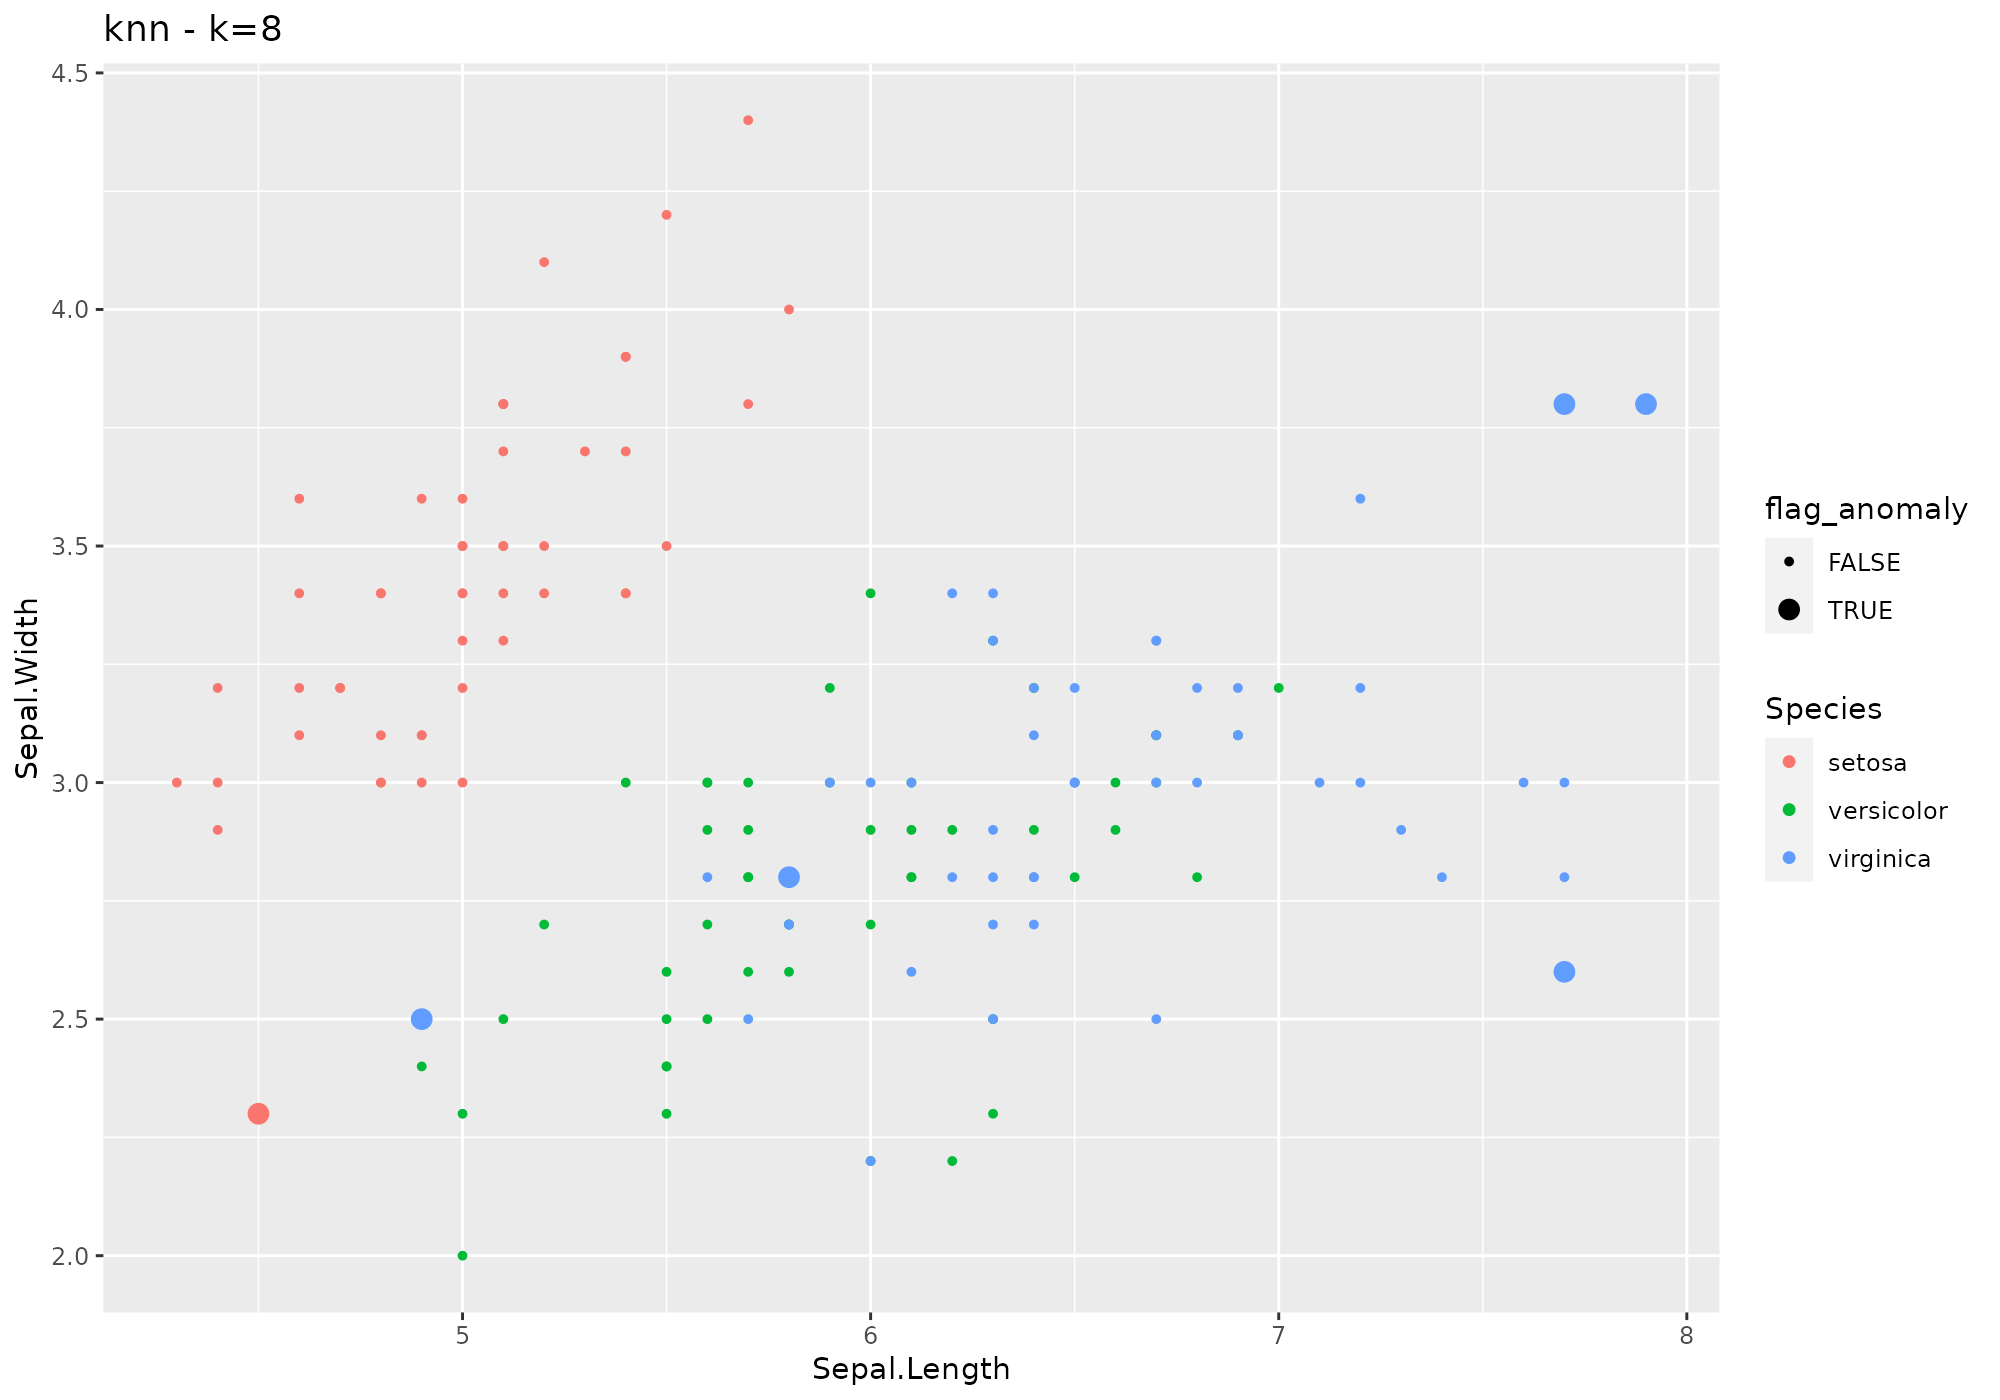 knn - k=8
4.5
4.0
3.5
3.0
2.5
2.0
Sepal.Width
5
6
7
8
Sepal.Length
flag_anomaly
FALSE
TRUE
Species
setosa
versicolor
virginica